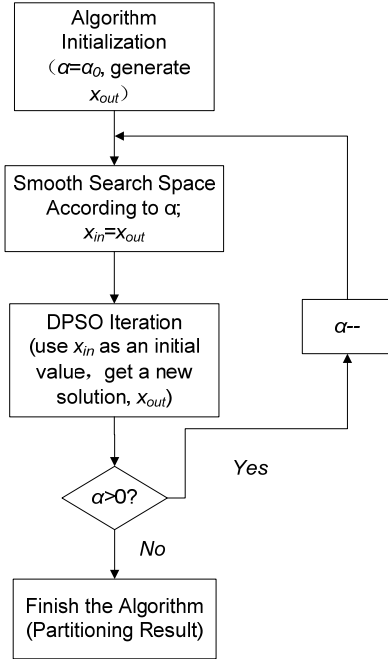 Algorithm
Initialization
（α=α0, generate
xout）
Smooth Search Space
According to α;
xin=xout
DPSO Iteration
(use xin as an initial
value，get a new
solution, xout)
α--
Yes
α>0?
No
Finish the Algorithm
(Partitioning Result)